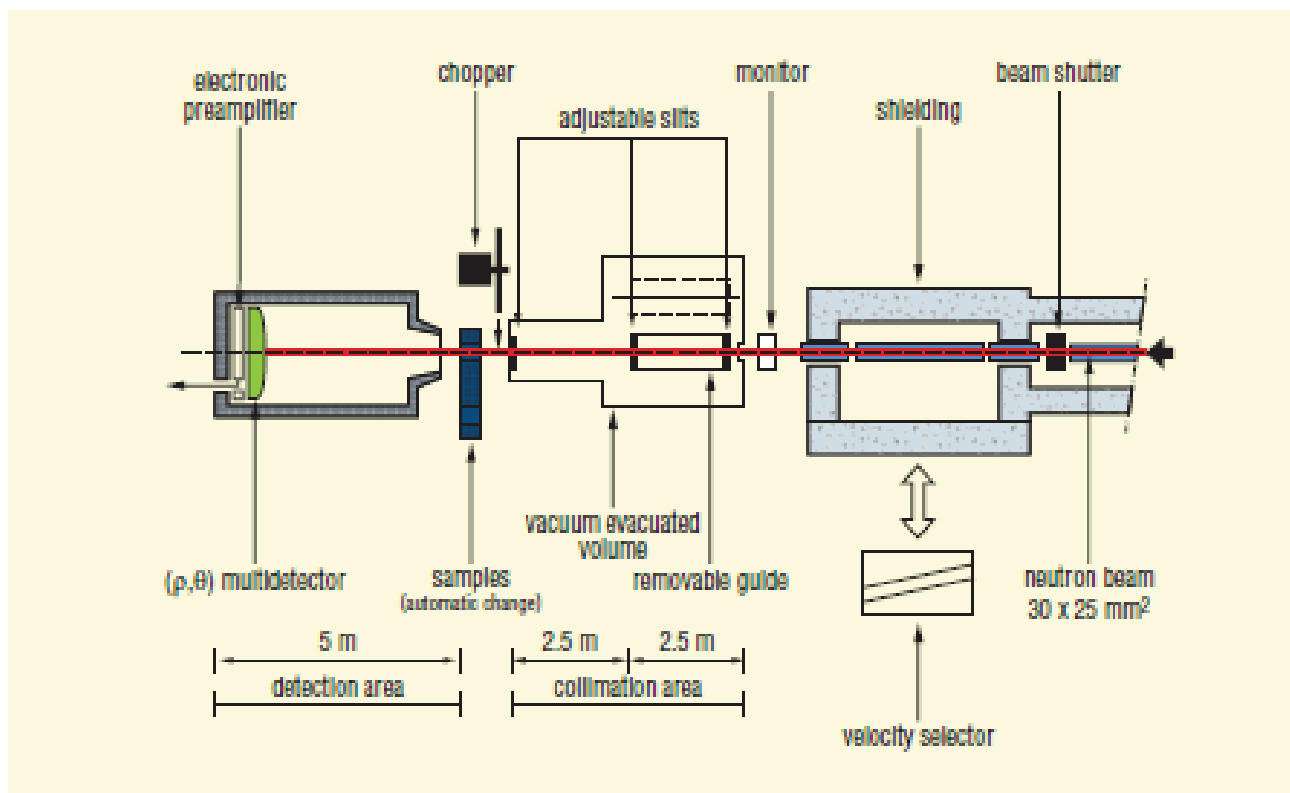 electronic
preamplifier
chopper
adjustable slits
monitor
shielding
beam shutter
(ρ,θ) multidetector
samples
(automatic change)
vacuum evacuated
volume
removable guide
neutron beam
30 x 25 mm²
5 m
2.5 m
2.5 m
detection area
collimation area
velocity selector